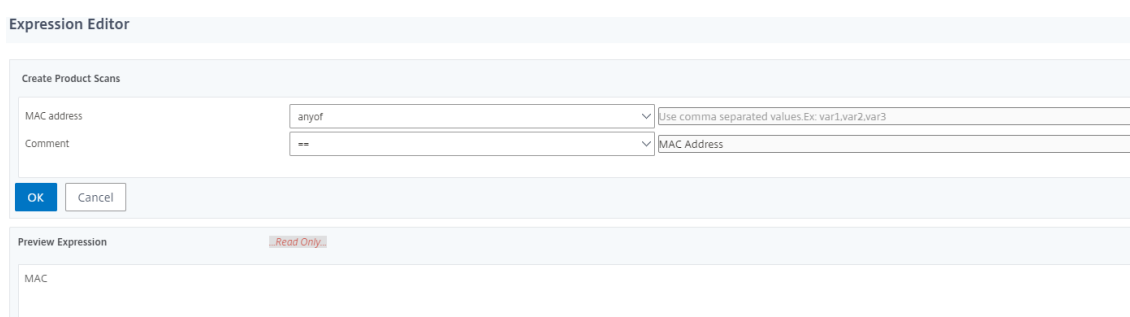 Expression Editor
Create Product Scans
MAC address anyof Use comma separated values.Ex: var1,var2,var3
Comment == MAC Address
OK Cancel
Preview Expression ...Read Only...
MAC